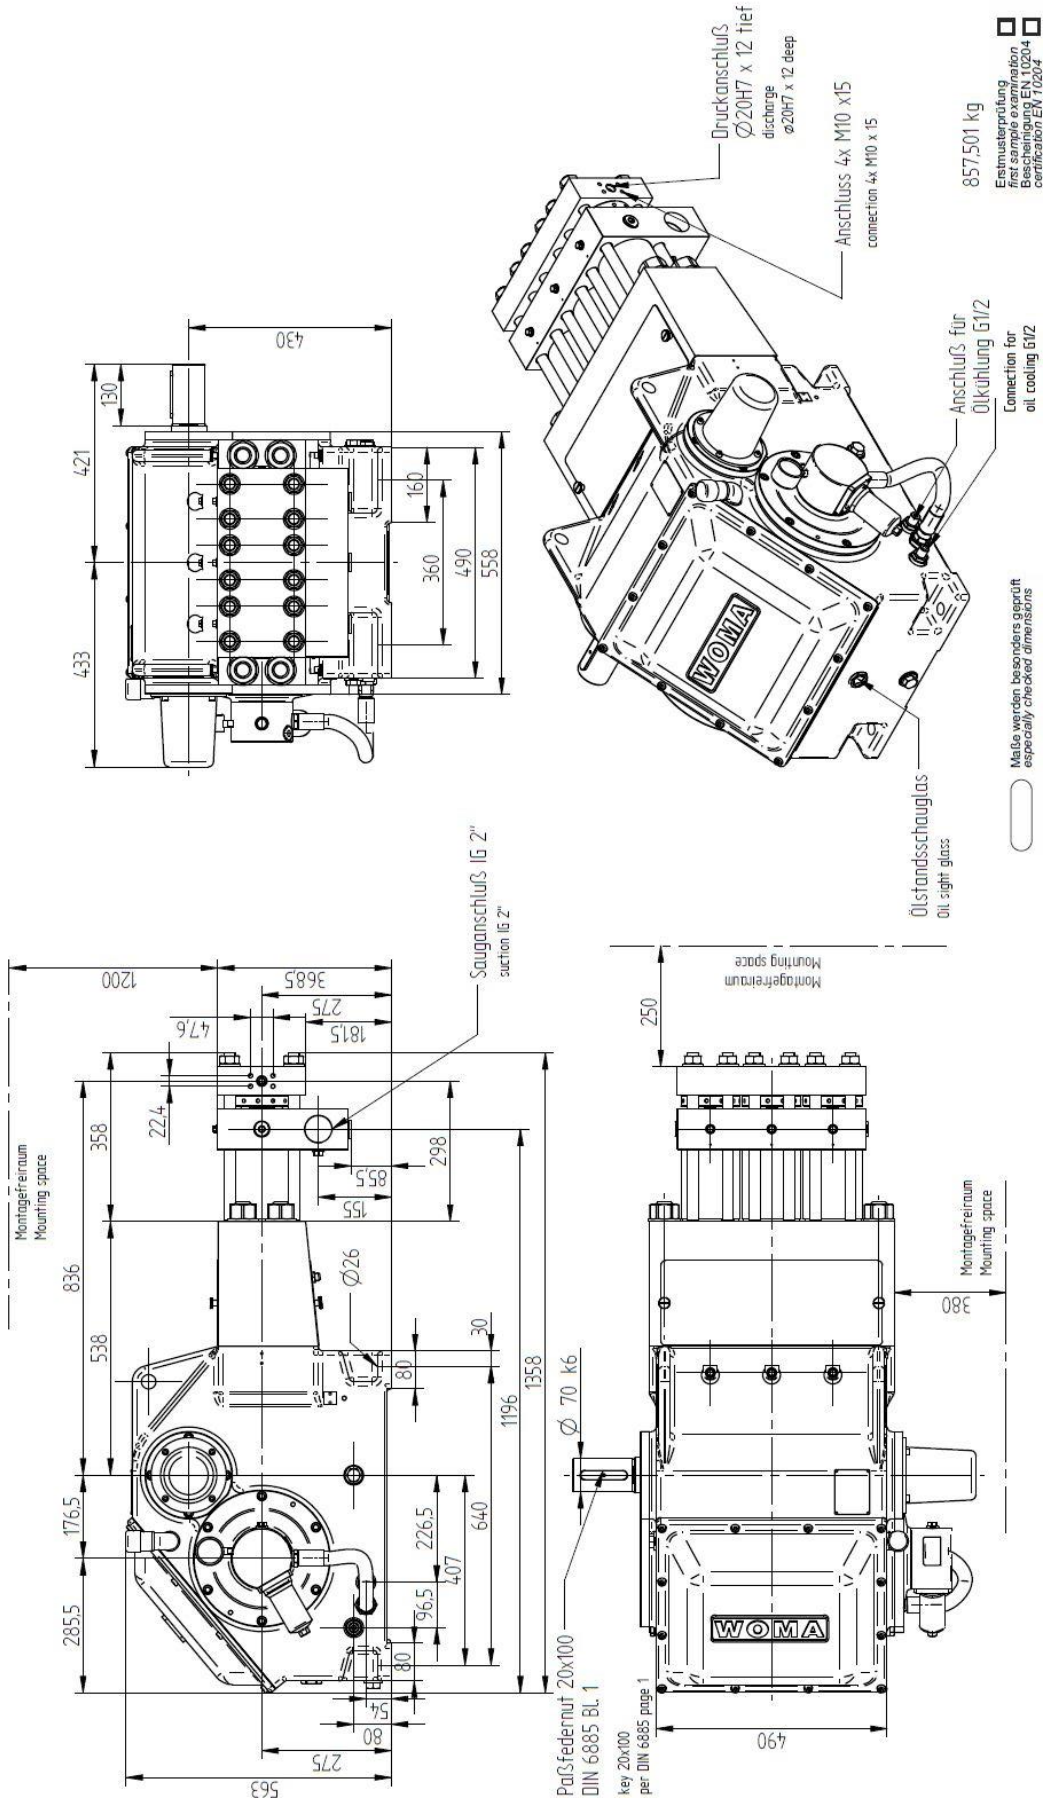 Montagefreiraum
Mounting space
1200
836
358
538
176,5
285,5
22,4
47,6
368,5
275
181,5
298
85,5
155
Ø26
30
80
1196
1358
640
226,5
407
96,5
80
54
80
275
563
Sauganschluß IG 2"
suction IG 2"
421
433
130
430
160
360
490
558
Paßfedernut 20x100
DIN 6885 BL. 1
key 20x100
per DIN 6885 page 1
Ø 70 k6
490
WOMA
Montagefreiraum
Mounting space
380
250
Montagefreiraum
Mounting space
Druckanschluß
Ø20H7 x 12 tief
discharge
ø20H7 x 12 deep
Anschluss 4x M10 x15
connection 4x M10 x 15
WOMA
Anschluß für
Ölkühlung G1/2
Connection for
oil cooling G1/2
Ölstandsschauglas
Oil sight glass
Maße werden besonders geprüft
especially checked dimensions
857,501 kg
Erstmusterprüfung
first sample examination
Bescheinigung EN 10204
certification EN 10204